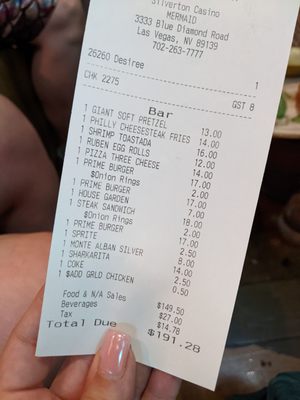 Silverton Casino
MERMAID
3333 Blue Diamond Road
Las Vegas, NV 89139
702-263-7777
26260 Desiree 1
CHK 2275 GST 8
Bar
1 GIANT SOFT PRETZEL 13.00
1 PHILLY CHEESESTEAK FRIES 14.00
1 SHRIMP TOASTADA 16.00
1 RUBEN EGG ROLLS 12.00
1 PIZZA THREE CHEESE 14.00
1 PRIME BURGER 17.00
$Onion Rings 2.00
1 PRIME BURGER 17.00
1 HOUSE GARDEN 7.00
1 STEAK SANDWICH 18.00
$Onion Rings 2.00
1 PRIME BURGER 17.00
1 SPRITE 2.50
1 MONTE ALBAN SILVER 8.00
1 SHARKARITA 14.00
1 COKE 2.50
1 $ADD GRLD CHICKEN 0.50
Food & N/A Sales $149.50
Beverages $27.00
Tax $14.78
Total Due $191.28